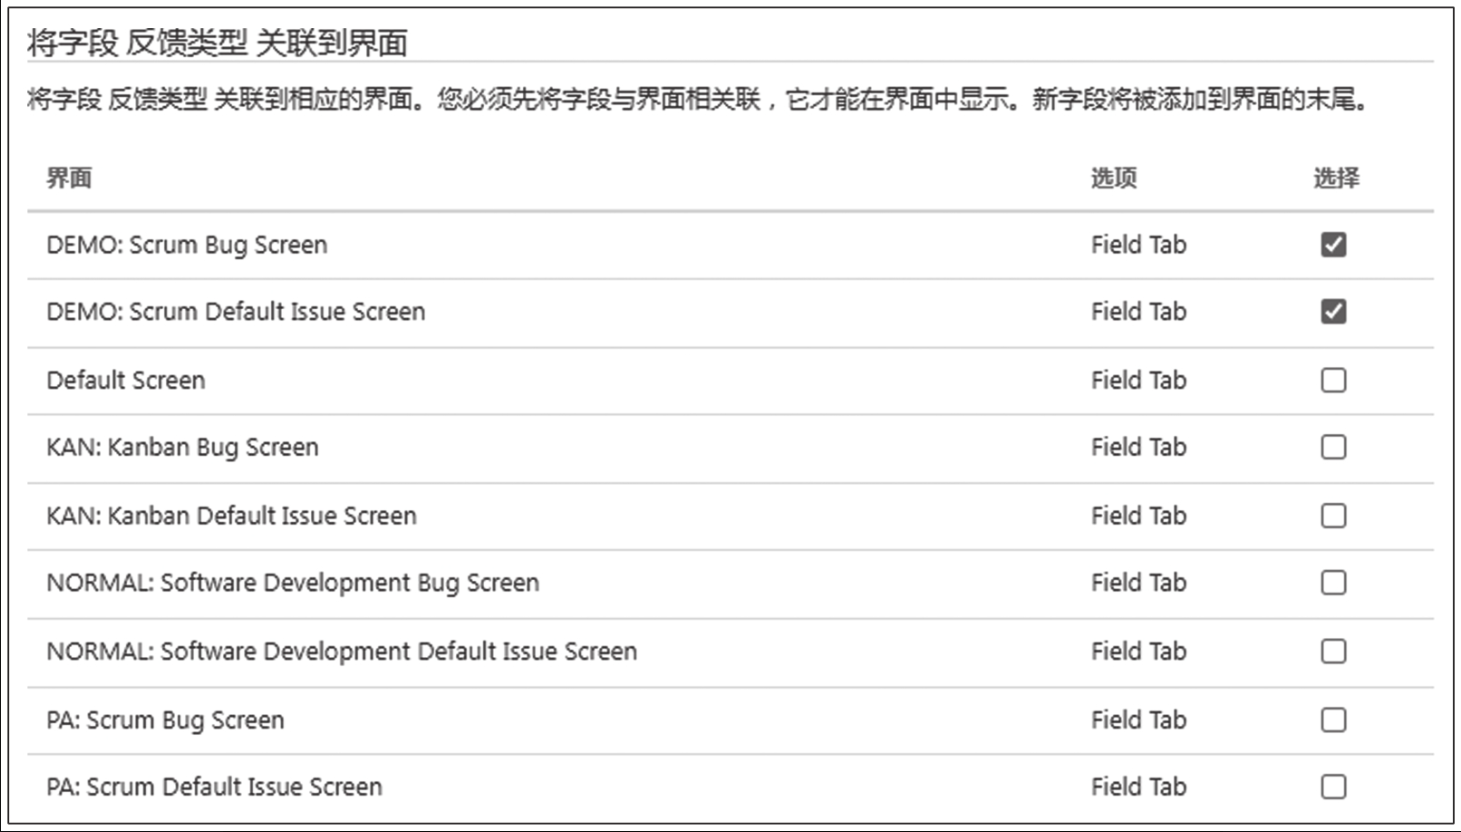 将字段 反馈类型 关联到界面
将字段 反馈类型 关联到相应的界面。您必须先将字段与界面相关联，它才能在界面中显示。新字段将被添加到界面的末尾。
界面 选项 选择
DEMO: Scrum Bug Screen Field Tab
DEMO: Scrum Default Issue Screen Field Tab
Default Screen Field Tab
KAN: Kanban Bug Screen Field Tab
KAN: Kanban Default Issue Screen Field Tab
NORMAL: Software Development Bug Screen Field Tab
NORMAL: Software Development Default Issue Screen Field Tab
PA: Scrum Bug Screen Field Tab
PA: Scrum Default Issue Screen Field Tab